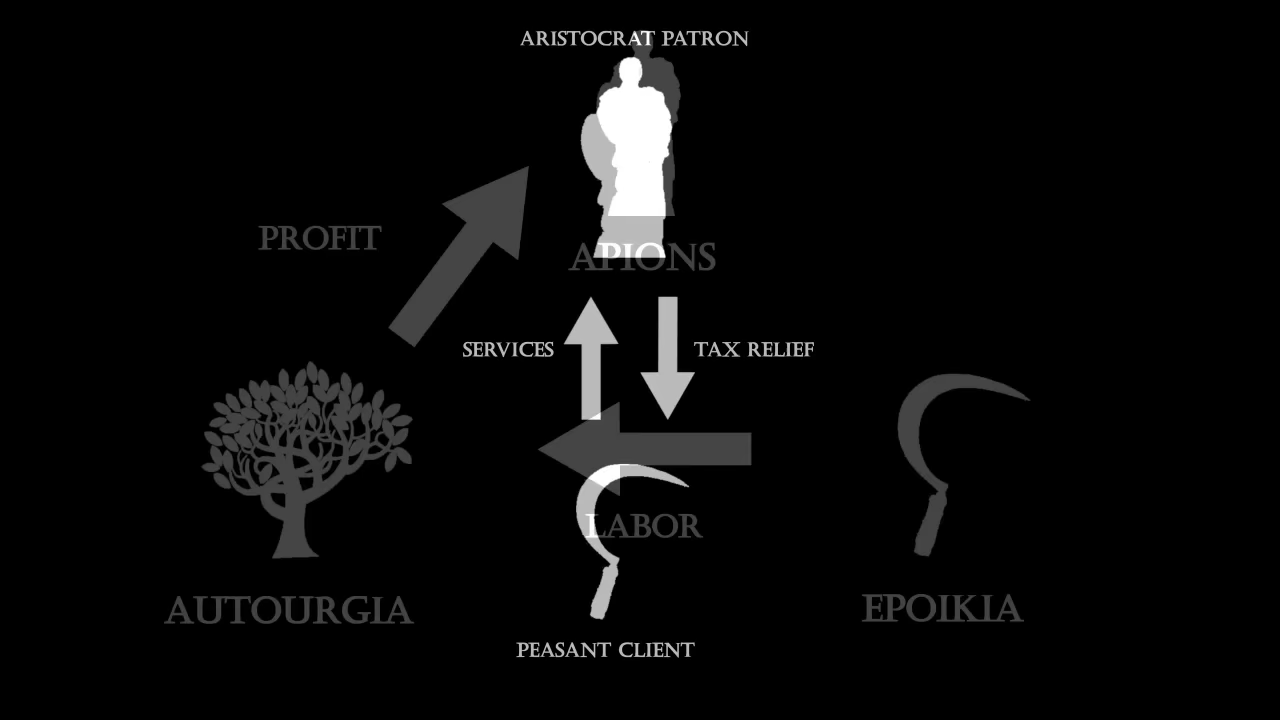 ARISTOCRAT PATRON
PROFIT
APIONS
SERVICES
TAX RELIEF
LABOR
AUTOURGIA
EPOIKIA
PEASANT CLIENT